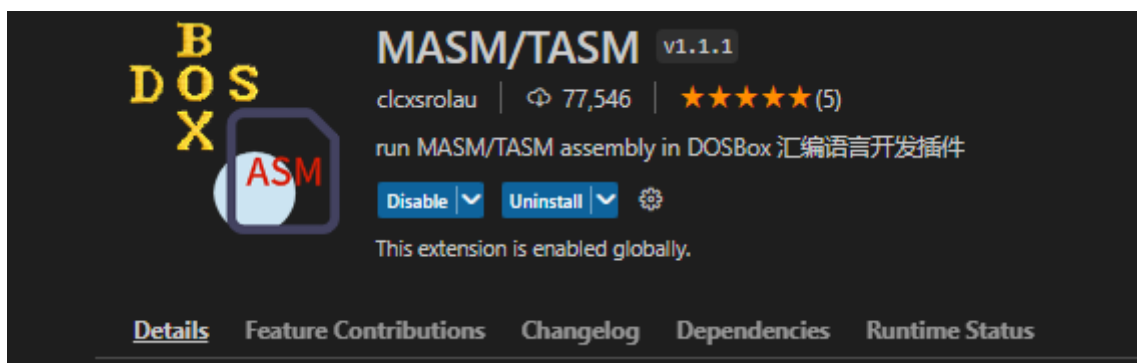 B
DOS
X
ASM
MASM/TASM v1.1.1
clcxsrolau 77,546 (5)
run MASM/TASM assembly in DOSBox 汇编语言开发插件
Disable Uninstall
This extension is enabled globally.
Details Feature Contributions Changelog Dependencies Runtime Status